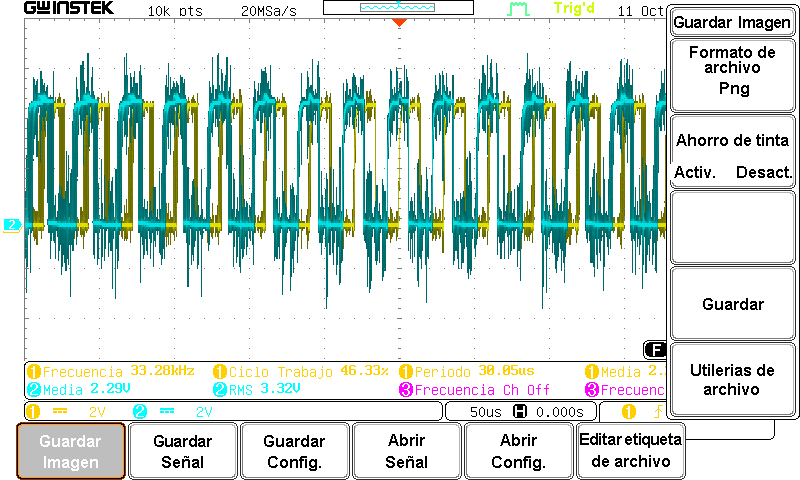 GWINSTEK 10k pts 20MSa/s Trig'd 11 Oct
Guardar Imagen
Formato de
archivo
Png
Ahorro de tinta
Activ. Desact.
Guardar
Utilerias de
archivo
2
F
1 Frecuencia 33.28kHz 1 Ciclo Trabajo 46.33% 1 Periodo 30.05us 1 Media 2.
2 Media 2.29V 2 RMS 3.32V 3 Frecuencia Ch Off 3 Frecuenc
1 2V 2 2V 50us H 0.000s 1
Guardar
Imagen
Guardar
Señal
Guardar
Config.
Abrir
Señal
Abrir
Config.
Editar etiqueta
de archivo